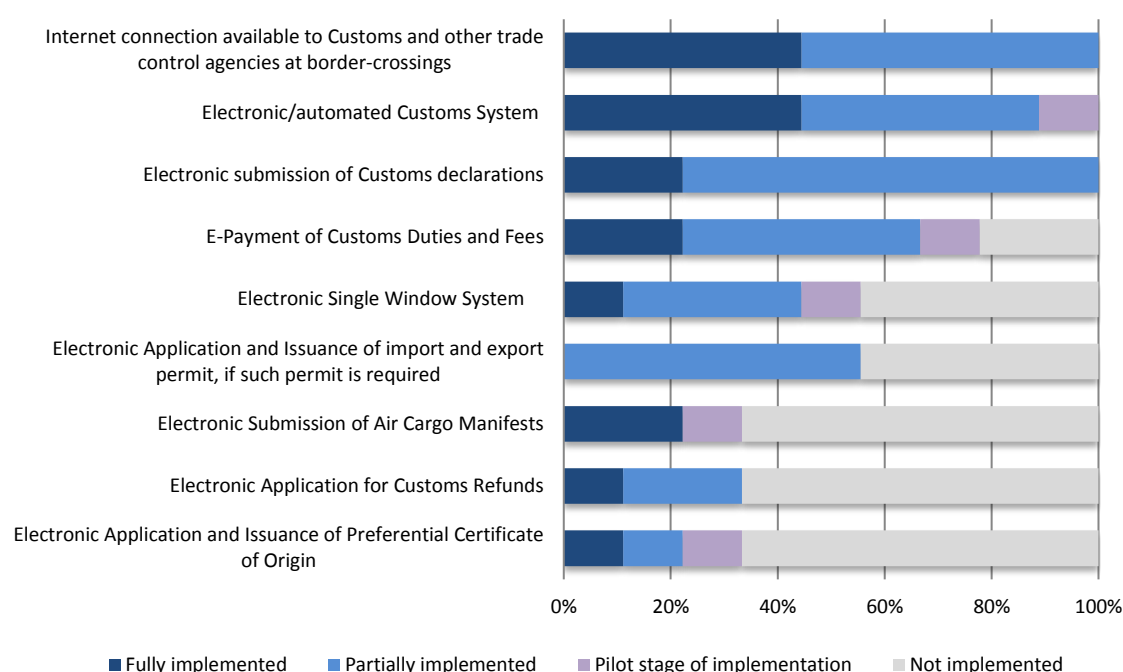 Internet connection available to Customs and other trade
control agencies at border-crossings
Electronic/automated Customs System
Electronic submission of Customs declarations
E-Payment of Customs Duties and Fees
Electronic Single Window System
Electronic Application and Issuance of import and export
permit, if such permit is required
Electronic Submission of Air Cargo Manifests
Electronic Application for Customs Refunds
Electronic Application and Issuance of Preferential Certificate
of Origin
0% 20% 40% 60% 80% 100%
Fully implemented Partially implemented Pilot stage of implementation Not implemented